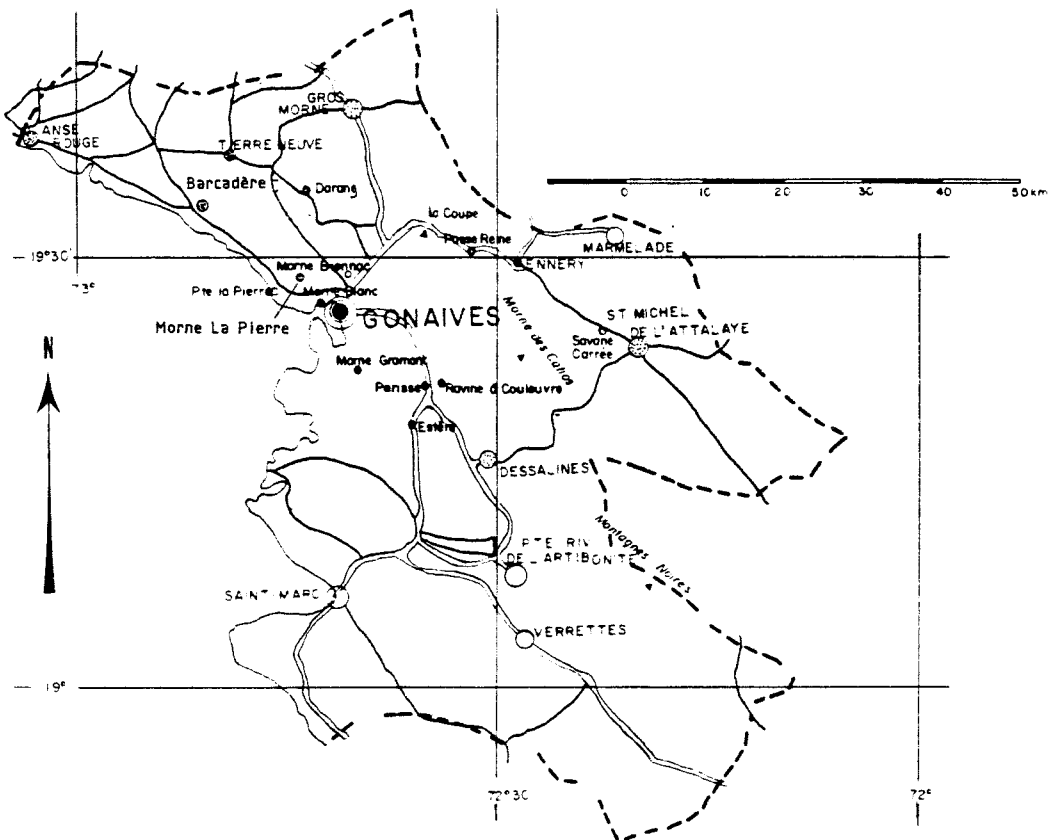 GROS
MORNE
ANSE
ROUGE
TERRE NEUVE
Barcadère
Darang
0 10 20 30 40 50 km
la Coupe
Passe Reine
MARMELADE
19°30
ENNERY
73°
Morne Biennac
Pte la Pierre
Morne Blanc
Morne La Pierre
GONAIVES
ST MICHEL
DE L'ATTALAYE
Savane
Carrée
Morne des Cahos
N
Morne Gramont
Perisse
Ravine à Couleuvre
Estère
DESSALINES
Montagnes Noires
PTE RIV
DE L'ARTIBONITE
SAINT-MARC
VERRETTES
19°
72°30
72°